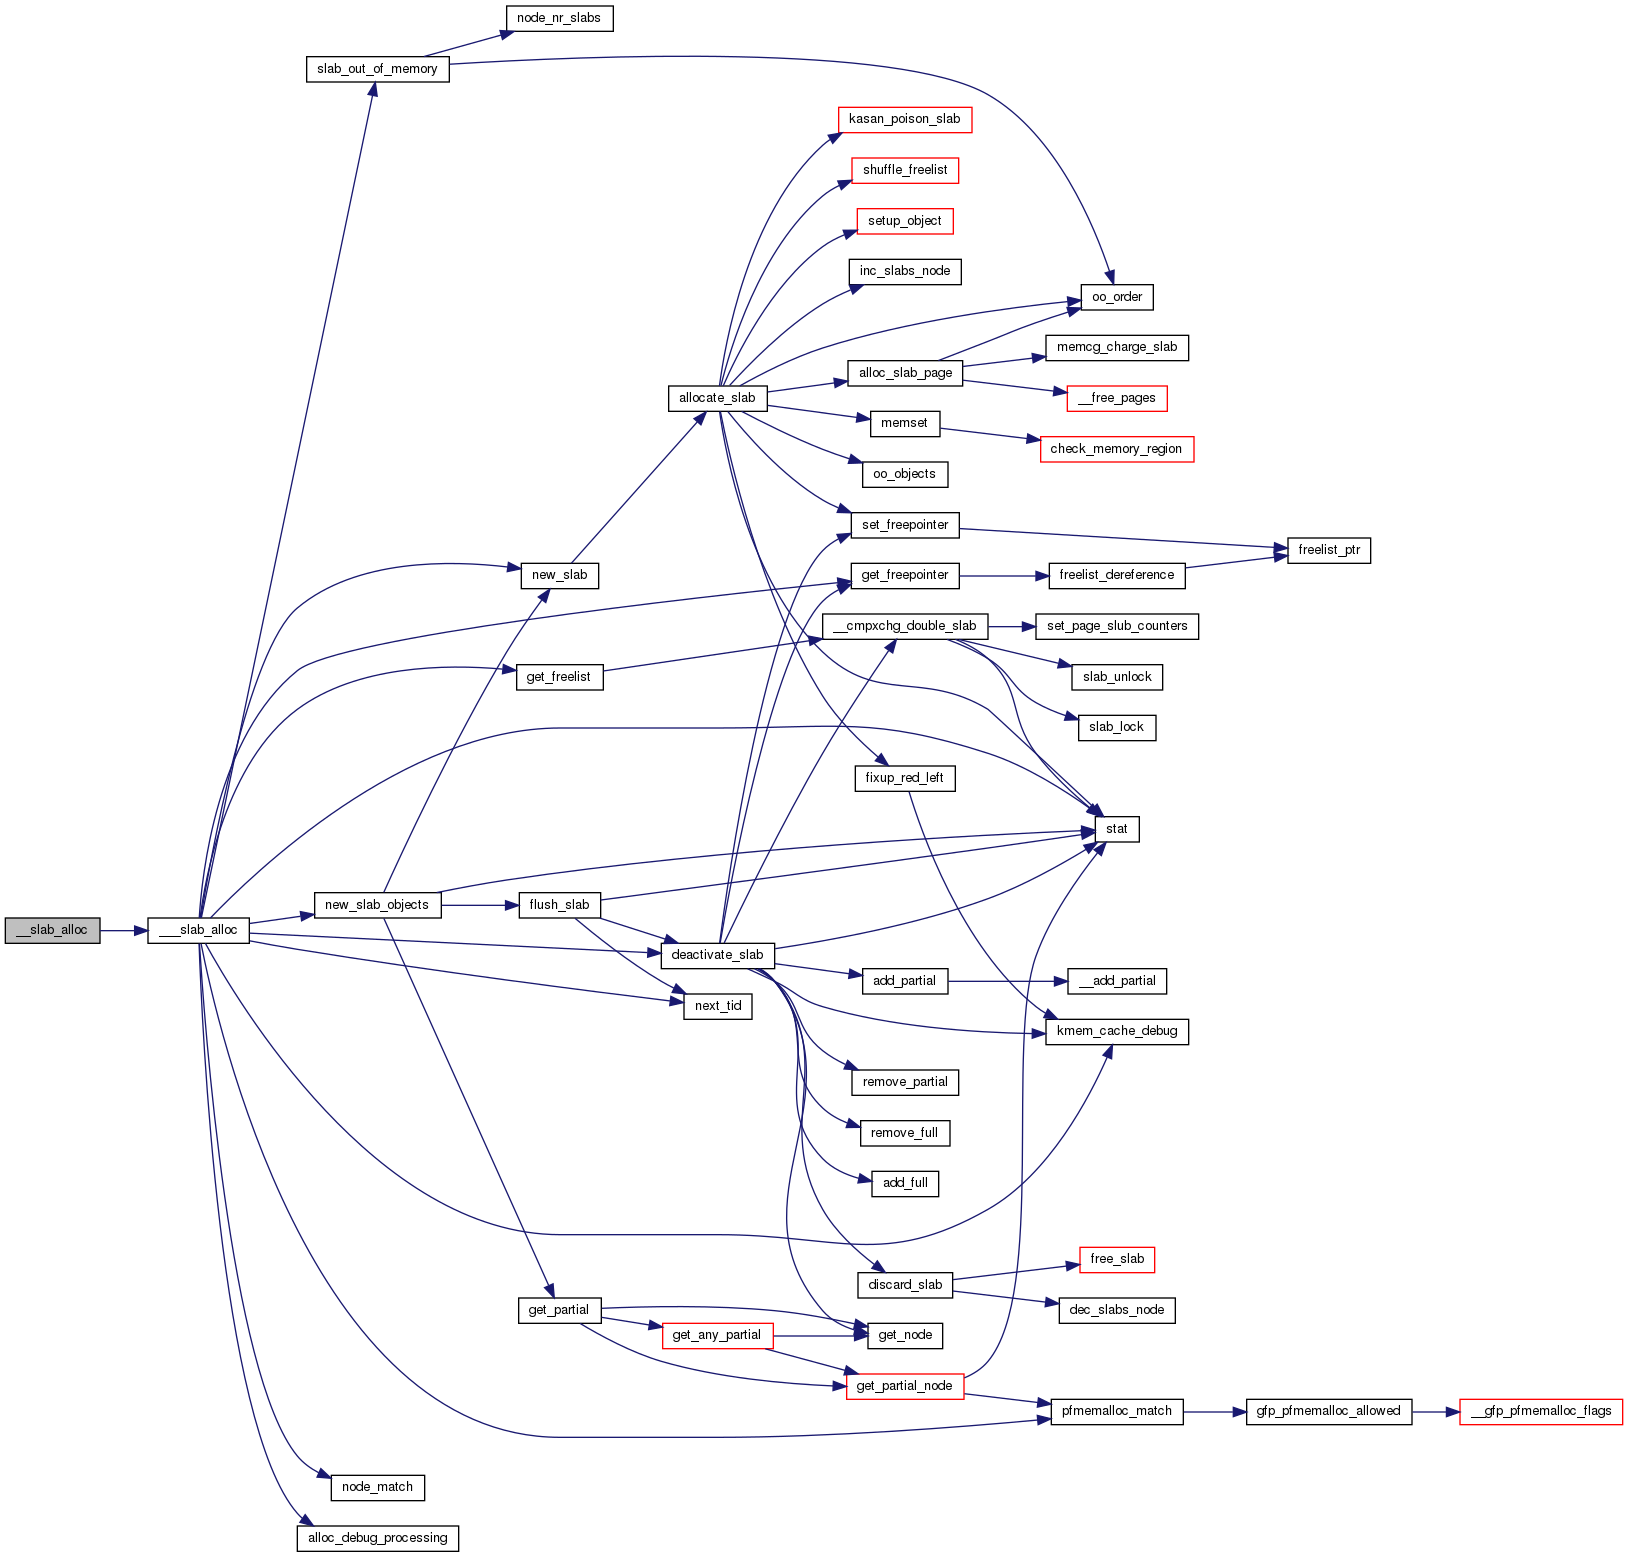 node_nr_slabs
slab_out_of_memory
kasan_poison_slab
shuffle_freelist
setup_object
inc_slabs_node
oo_order
memcg_charge_slab
alloc_slab_page
allocate_slab
__free_pages
memset
check_memory_region
oo_objects
set_freepointer
freelist_ptr
new_slab
get_freepointer
freelist_dereference
__cmpxchg_double_slab
set_page_slub_counters
get_freelist
slab_unlock
slab_lock
fixup_red_left
stat
new_slab_objects
flush_slab
__slab_alloc
___slab_alloc
deactivate_slab
add_partial
__add_partial
next_tid
kmem_cache_debug
remove_partial
remove_full
add_full
free_slab
discard_slab
get_partial
dec_slabs_node
get_any_partial
get_node
get_partial_node
pfmemalloc_match
gfp_pfmemalloc_allowed
__gfp_pfmemalloc_flags
node_match
alloc_debug_processing